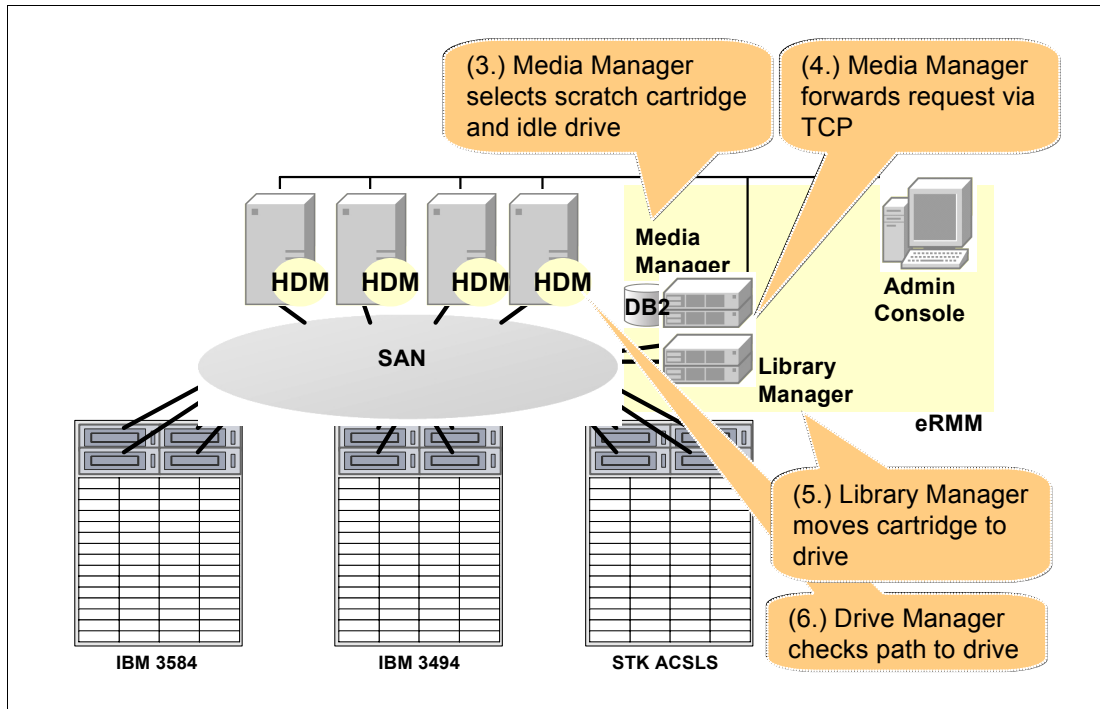 (3.) Media Manager
selects scratch cartridge
and idle drive
(4.) Media Manager
forwards request via
TCP
Media
Manager
HDM
HDM
HDM
HDM
DB2
Admin
Console
SAN
Library
Manager
eRMM
(5.) Library Manager
moves cartridge to
drive
(6.) Drive Manager
checks path to drive
IBM 3584
IBM 3494
STK ACSLS